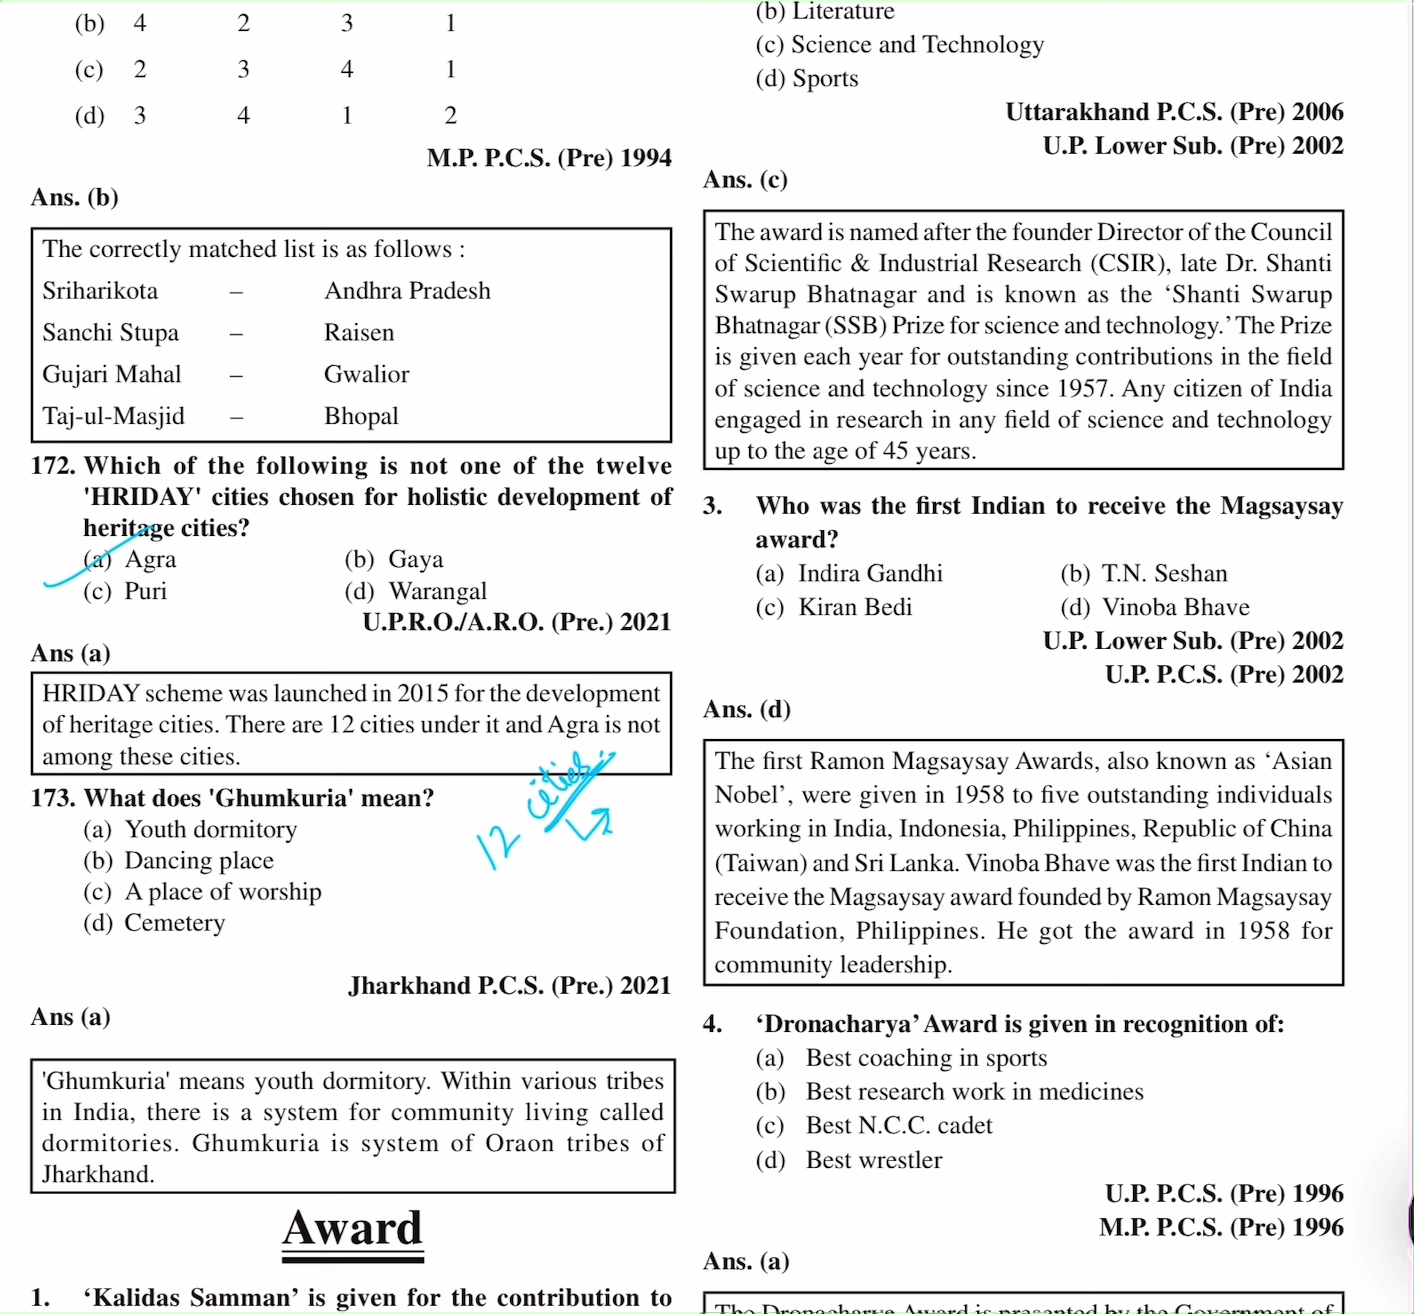 (b) 4 2 3 1
(c) 2 3 4 1
(d) 3 4 1 2
M.P. P.C.S. (Pre) 1994
Ans. (b)
The correctly matched list is as follows :
Sriharikota – Andhra Pradesh
Sanchi Stupa – Raisen
Gujari Mahal – Gwalior
Taj-ul-Masjid – Bhopal
172. Which of the following is not one of the twelve
'HRIDAY' cities chosen for holistic development of
heritage cities?
(a) Agra (b) Gaya
(c) Puri (d) Warangal
U.P.R.O./A.R.O. (Pre.) 2021
Ans (a)
HRIDAY scheme was launched in 2015 for the development
of heritage cities. There are 12 cities under it and Agra is not
among these cities.
12 cities
173. What does 'Ghumkuria' mean?
(a) Youth dormitory
(b) Dancing place
(c) A place of worship
(d) Cemetery
Jharkhand P.C.S. (Pre.) 2021
Ans (a)
'Ghumkuria' means youth dormitory. Within various tribes
in India, there is a system for community living called
dormitories. Ghumkuria is system of Oraon tribes of
Jharkhand.
Award
1. ‘Kalidas Samman’ is given for the contribution to
(b) Literature
(c) Science and Technology
(d) Sports
Uttarakhand P.C.S. (Pre) 2006
U.P. Lower Sub. (Pre) 2002
Ans. (c)
The award is named after the founder Director of the Council
of Scientific & Industrial Research (CSIR), late Dr. Shanti
Swarup Bhatnagar and is known as the ‘Shanti Swarup
Bhatnagar (SSB) Prize for science and technology.’ The Prize
is given each year for outstanding contributions in the field
of science and technology since 1957. Any citizen of India
engaged in research in any field of science and technology
up to the age of 45 years.
3. Who was the first Indian to receive the Magsaysay
award?
(a) Indira Gandhi (b) T.N. Seshan
(c) Kiran Bedi (d) Vinoba Bhave
U.P. Lower Sub. (Pre) 2002
U.P. P.C.S. (Pre) 2002
Ans. (d)
The first Ramon Magsaysay Awards, also known as ‘Asian
Nobel’, were given in 1958 to five outstanding individuals
working in India, Indonesia, Philippines, Republic of China
(Taiwan) and Sri Lanka. Vinoba Bhave was the first Indian to
receive the Magsaysay award founded by Ramon Magsaysay
Foundation, Philippines. He got the award in 1958 for
community leadership.
4. ‘Dronacharya’ Award is given in recognition of:
(a) Best coaching in sports
(b) Best research work in medicines
(c) Best N.C.C. cadet
(d) Best wrestler
U.P. P.C.S. (Pre) 1996
M.P. P.C.S. (Pre) 1996
Ans. (a)
The Dronacharya Award is presented by the Government of